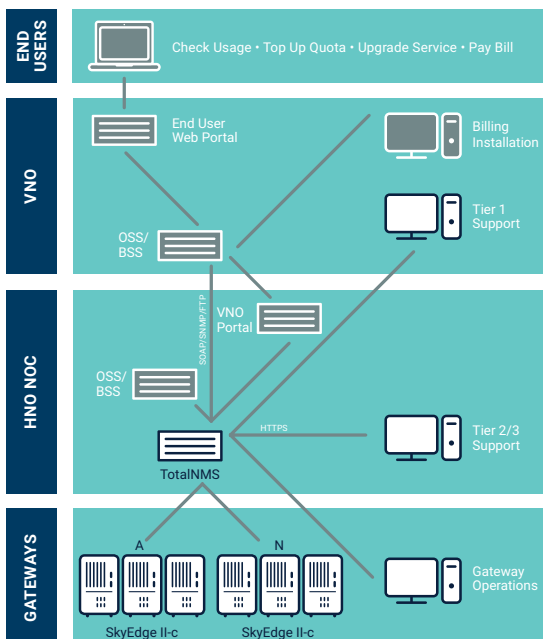 END
USERS
Check Usage • Top Up Quota • Upgrade Service • Pay Bill
VNO
End User
Web Portal
Billing
Installation
Tier 1
Support
OSS/
BSS
HNO NOC
SOAP/SNMP/FTP
VNO
Portal
OSS/
BSS
HTTPS
Tier 2/3
Support
TotalNMS
GATEWAYS
A
N
SkyEdge II-c
SkyEdge II-c
Gateway
Operations